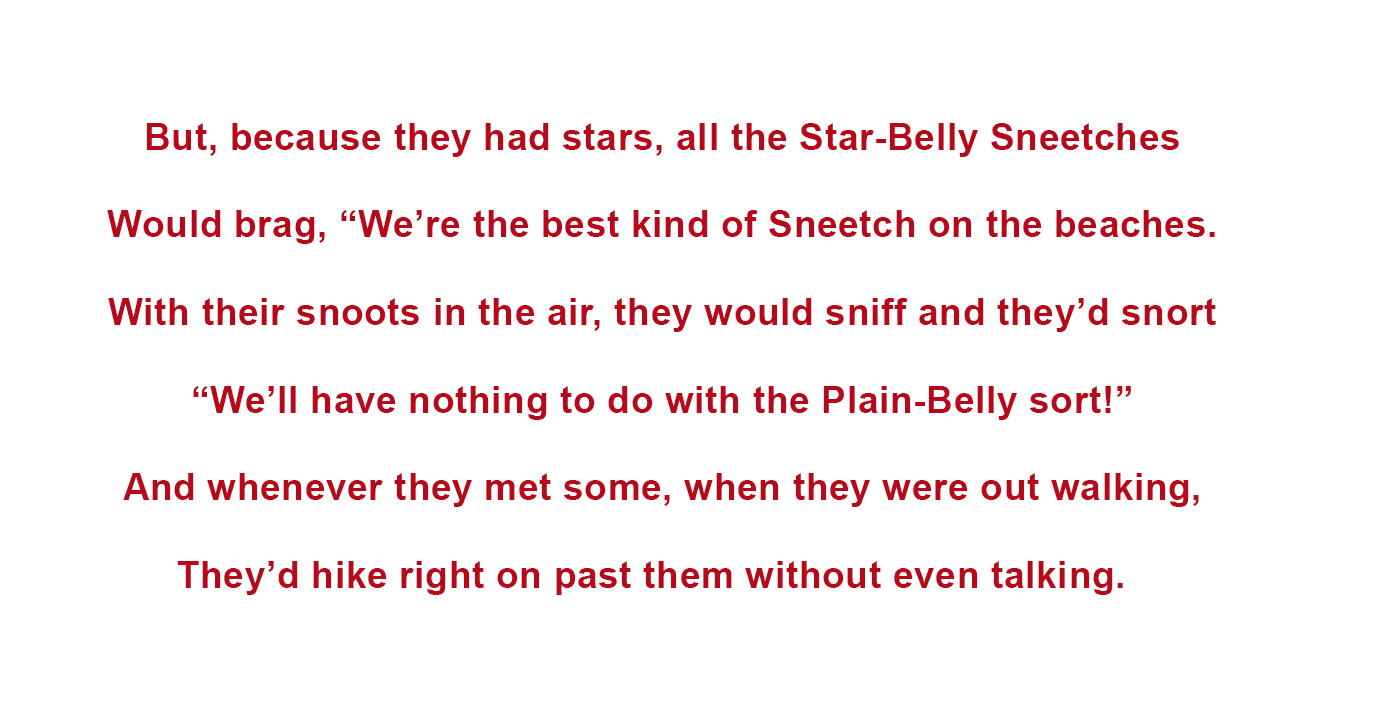 But, because they had stars, all the Star-Belly Sneetches
Would brag, “We’re the best kind of Sneetch on the beaches.
With their snoots in the air, they would sniff and they’d snort
“We’ll have nothing to do with the Plain-Belly sort!”
And whenever they met some, when they were out walking,
They’d hike right on past them without even talking.